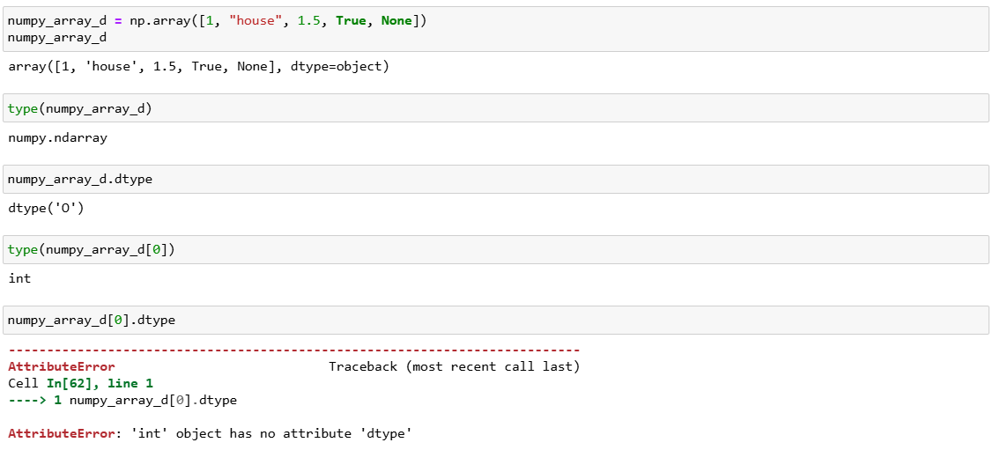 numpy_array_d = np.array([1, "house", 1.5, True, None])
numpy_array_d
array([1, 'house', 1.5, True, None], dtype=object)
type(numpy_array_d)
numpy.ndarray
numpy_array_d.dtype
dtype('O')
type(numpy_array_d[0])
int
numpy_array_d[0].dtype
---------------------------------------------------------------------------
AttributeError                            Traceback (most recent call last)
Cell In[62], line 1
----> 1 numpy_array_d[0].dtype
AttributeError: 'int' object has no attribute 'dtype'